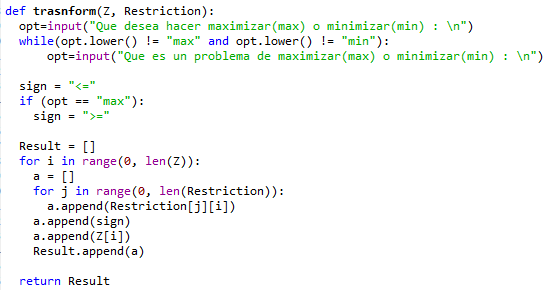 def trasnform(Z, Restriction):
  opt=input("Que desea hacer maximizar(max) o minimizar(min) : \n")
  while(opt.lower() != "max" and opt.lower() != "min"):
      opt=input("Que es un problema de maximizar(max) o minimizar(min) : \n")
  sign = "<="
  if (opt == "max"):
    sign = ">="
  Result = []
  for i in range(0, len(Z)):
    a = []
    for j in range(0, len(Restriction)):
      a.append(Restriction[j][i])
    a.append(sign)
    a.append(Z[i])
    Result.append(a)
  return Result